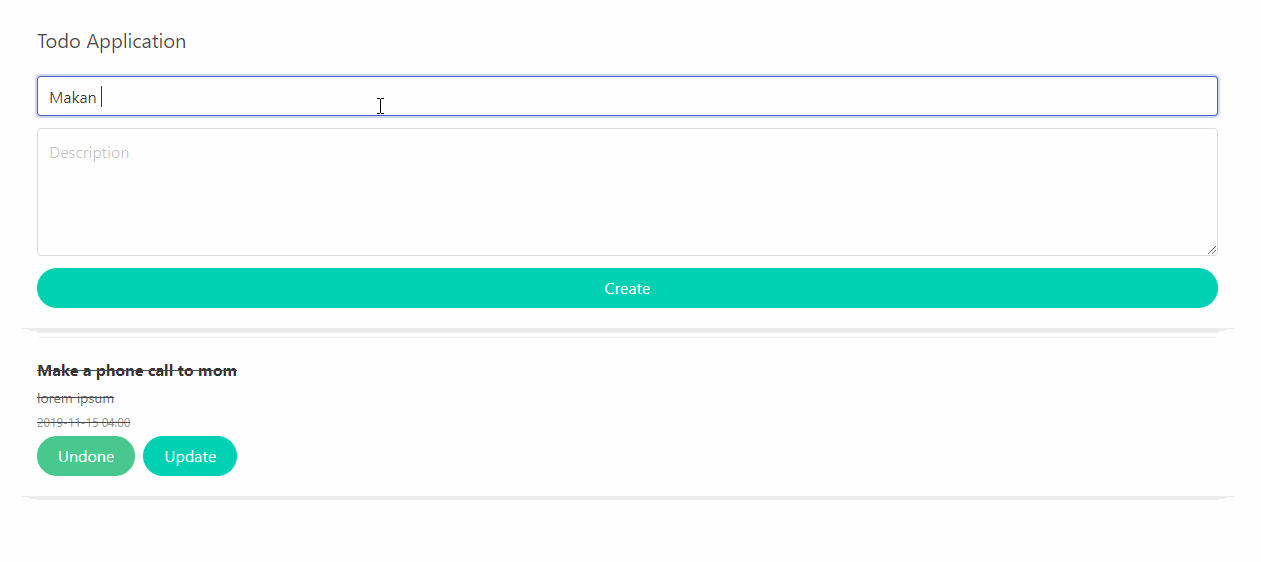 Todo Application
Makan
Description
Create
Make a phone call to mom
lorem ipsum
2019-11-15 04:00
Undone Update